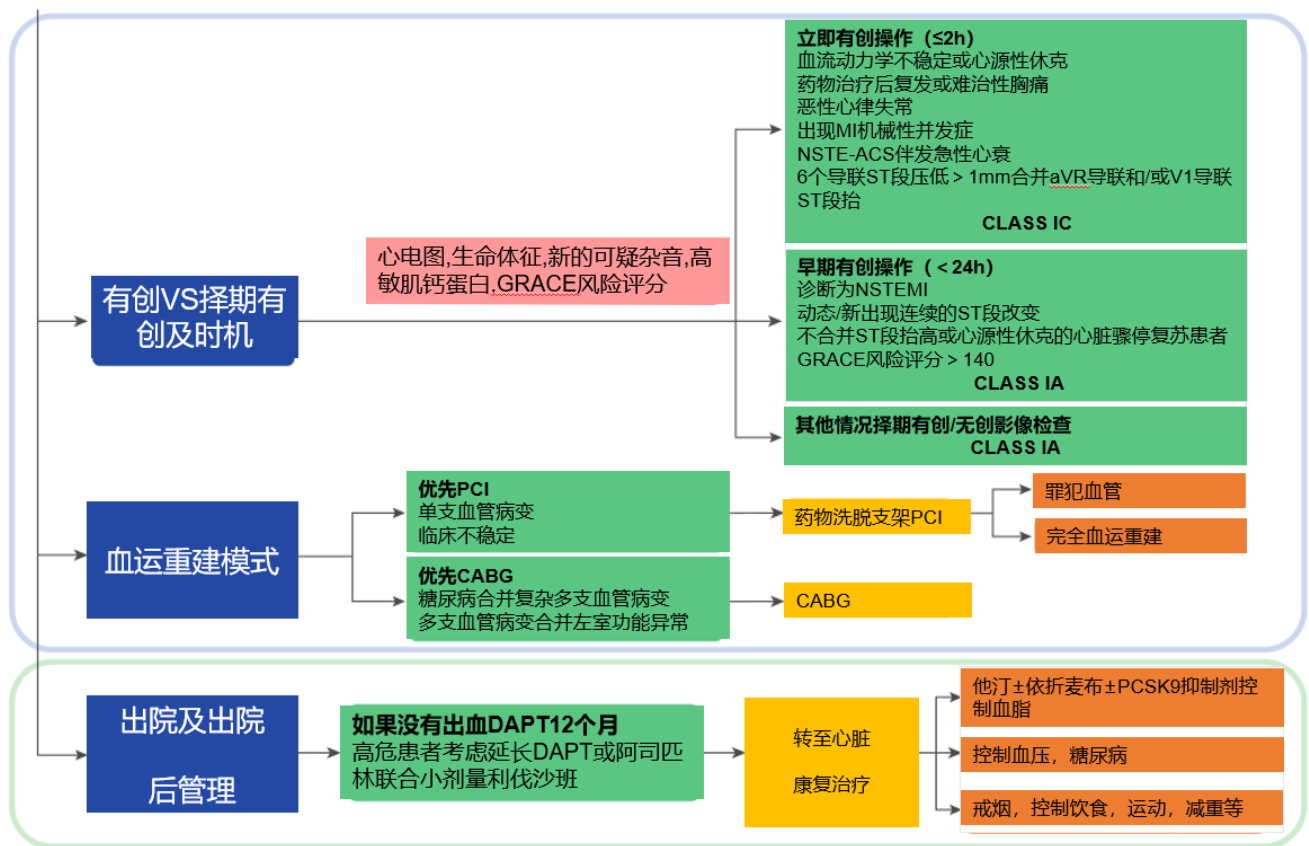 有创VS择期有
创及时机
心电图,生命体征,新的可疑杂音,高
敏肌钙蛋白,GRACE风险评分
立即有创操作（≤2h）
血流动力学不稳定或心源性休克
药物治疗后复发或难治性胸痛
恶性心律失常
出现MI机械性并发症
NSTE-ACS伴发急性心衰
6个导联ST段压低＞1mm合并aVR导联和/或V1导联
ST段抬
CLASS IC
早期有创操作（＜24h）
诊断为NSTEMI
动态/新出现连续的ST段改变
不合并ST段抬高或心源性休克的心脏骤停复苏患者
GRACE风险评分＞140
CLASS IA
其他情况择期有创/无创影像检查
CLASS IA
血运重建模式
优先PCI
单支血管病变
临床不稳定
药物洗脱支架PCI
罪犯血管
完全血运重建
优先CABG
糖尿病合并复杂多支血管病变
多支血管病变合并左室功能异常
CABG
出院及出院
后管理
如果没有出血DAPT12个月
高危患者考虑延长DAPT或阿司匹
林联合小剂量利伐沙班
转至心脏
康复治疗
他汀±依折麦布±PCSK9抑制剂控
制血脂
控制血压，糖尿病
戒烟，控制饮食，运动，减重等